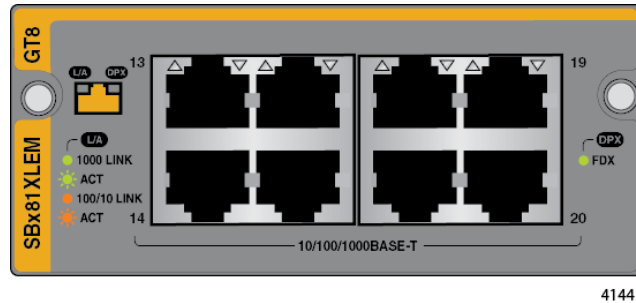 SBx81XLEM GT8
L/A DPX
13
19
L/A
1000 LINK
ACT
100/10 LINK
ACT
DPX
FDX
14
20
10/100/1000BASE-T
4144